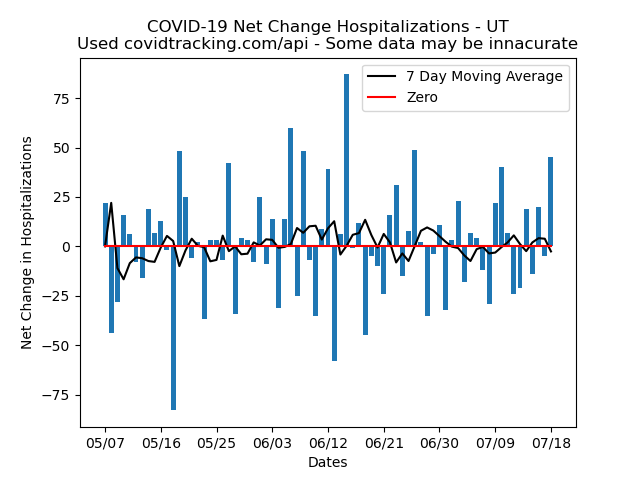 COVID-19 Net Change Hospitalizations - UT
Used covidtracking.com/api - Some data may be innacurate
7 Day Moving Average
Zero
Net Change in Hospitalizations
75
50
25
0
−25
−50
−75
05/07 05/16 05/25 06/03 06/12 06/21 06/30 07/09 07/18
Dates